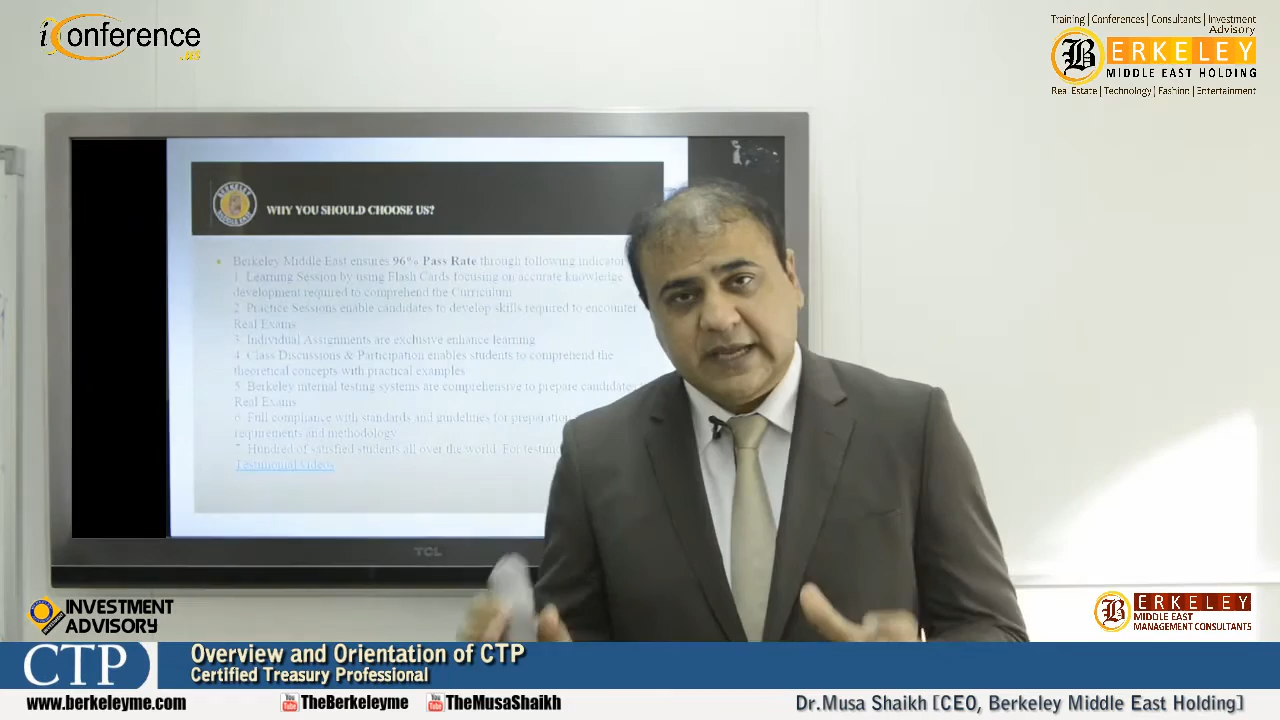 iConference
Training | Conferences | Consultants | Investment
Advisory
BERKELEY
MIDDLE EAST HOLDING
Real Estate | Technology | Fashion | Entertainment
WHY YOU SHOULD CHOOSE US?
Berkeley Middle East ensures 96% Pass Rate through following indicator
1. Learning Session by using Flash Cards focusing on accurate knowledge
development required to comprehend the Curriculum
2. Practice Sessions enable candidates to develop skills required to encounter
Real Exams
3. Individual Assignments are exclusive enhance learning
4. Class Discussions & Participation enables students to comprehend the
theoretical concepts with practical examples
5. Berkeley internal testing systems are comprehensive to prepare candidates
Real Exams
6. Full compliance with standards and guidelines for preparation
requirements and methodology
7. Hundred of satisfied students all over the world. For testimo
Testimonial Videos
TCL
INVESTMENT
ADVISORY
BERKELEY
MIDDLE EAST
MANAGEMENT CONSULTANTS
CTP
Overview and Orientation of CTP
Certified Treasury Professional
www.berkeleyme.com
You Tube
TheBerkeleyme
You Tube
TheMusaShaikh
Dr.Musa Shaikh [CEO, Berkeley Middle East Holding]